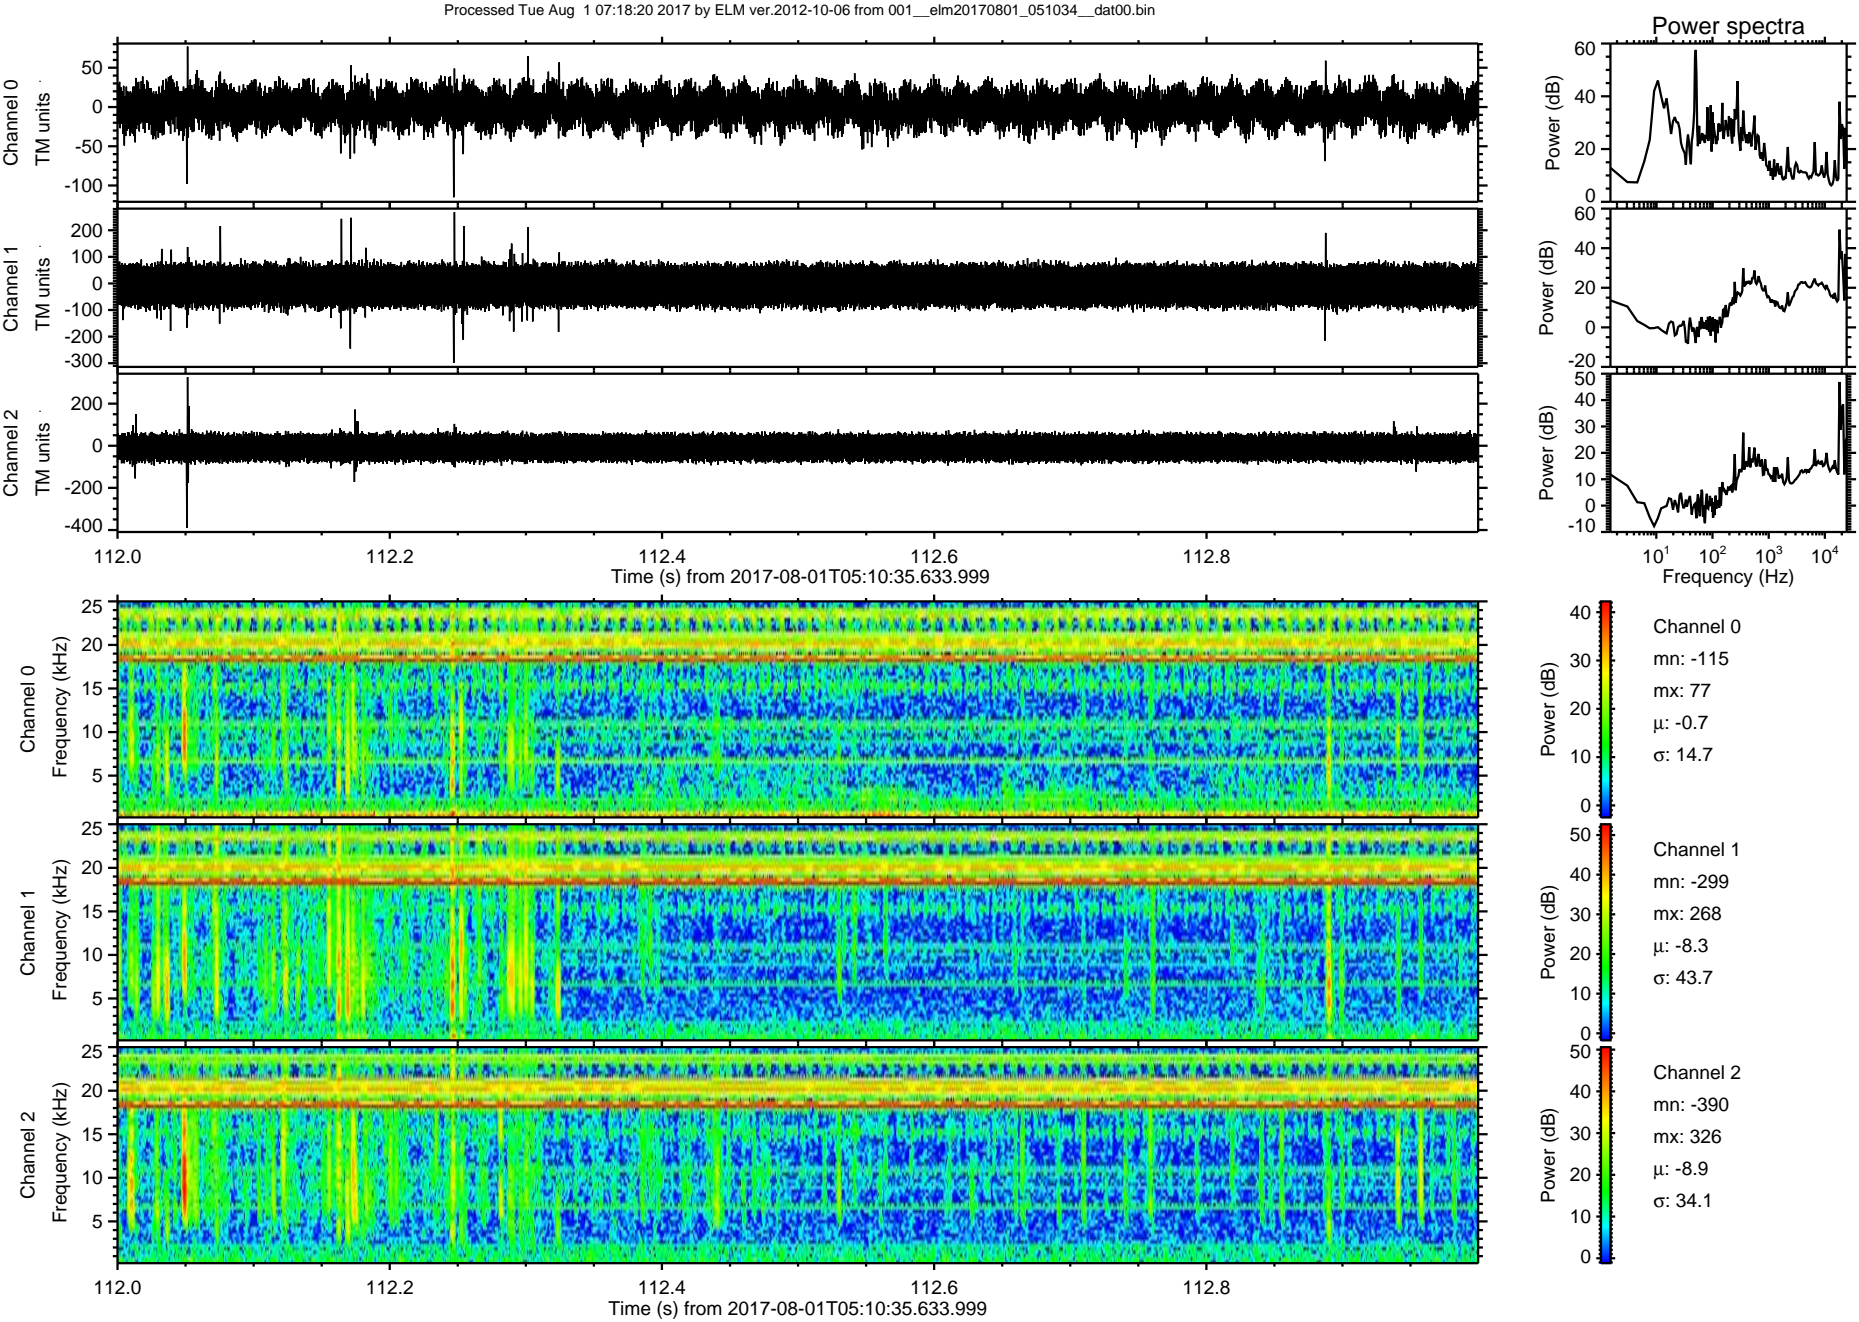 Processed Tue Aug  1 07:18:20 2017 by ELM ver.2012-10-06 from 001__elm20170801_051034__dat00.bin
Power spectra
Channel 0
TM units
50
0
-50
-100
Power (dB)
60
40
20
0
Channel 1
TM units
200
100
0
-100
-200
-300
Power (dB)
60
40
20
0
-20
Channel 2
TM units
200
0
-200
-400
Power (dB)
50
40
30
20
10
0
-10
112.0 112.2 112.4 112.6 112.8
Time (s) from 2017-08-01T05:10:35.633.999
10¹ 10² 10³ 10⁴
Frequency (Hz)
Channel 0
Frequency (kHz)
25
20
15
10
5
Power (dB)
40
30
20
10
0
Channel 0
mn: -115
mx: 77
μ: -0.7
σ: 14.7
Channel 1
Frequency (kHz)
25
20
15
10
5
Power (dB)
50
40
30
20
10
0
Channel 1
mn: -299
mx: 268
μ: -8.3
σ: 43.7
Channel 2
Frequency (kHz)
25
20
15
10
5
Power (dB)
50
40
30
20
10
0
Channel 2
mn: -390
mx: 326
μ: -8.9
σ: 34.1
112.0 112.2 112.4 112.6 112.8
Time (s) from 2017-08-01T05:10:35.633.999